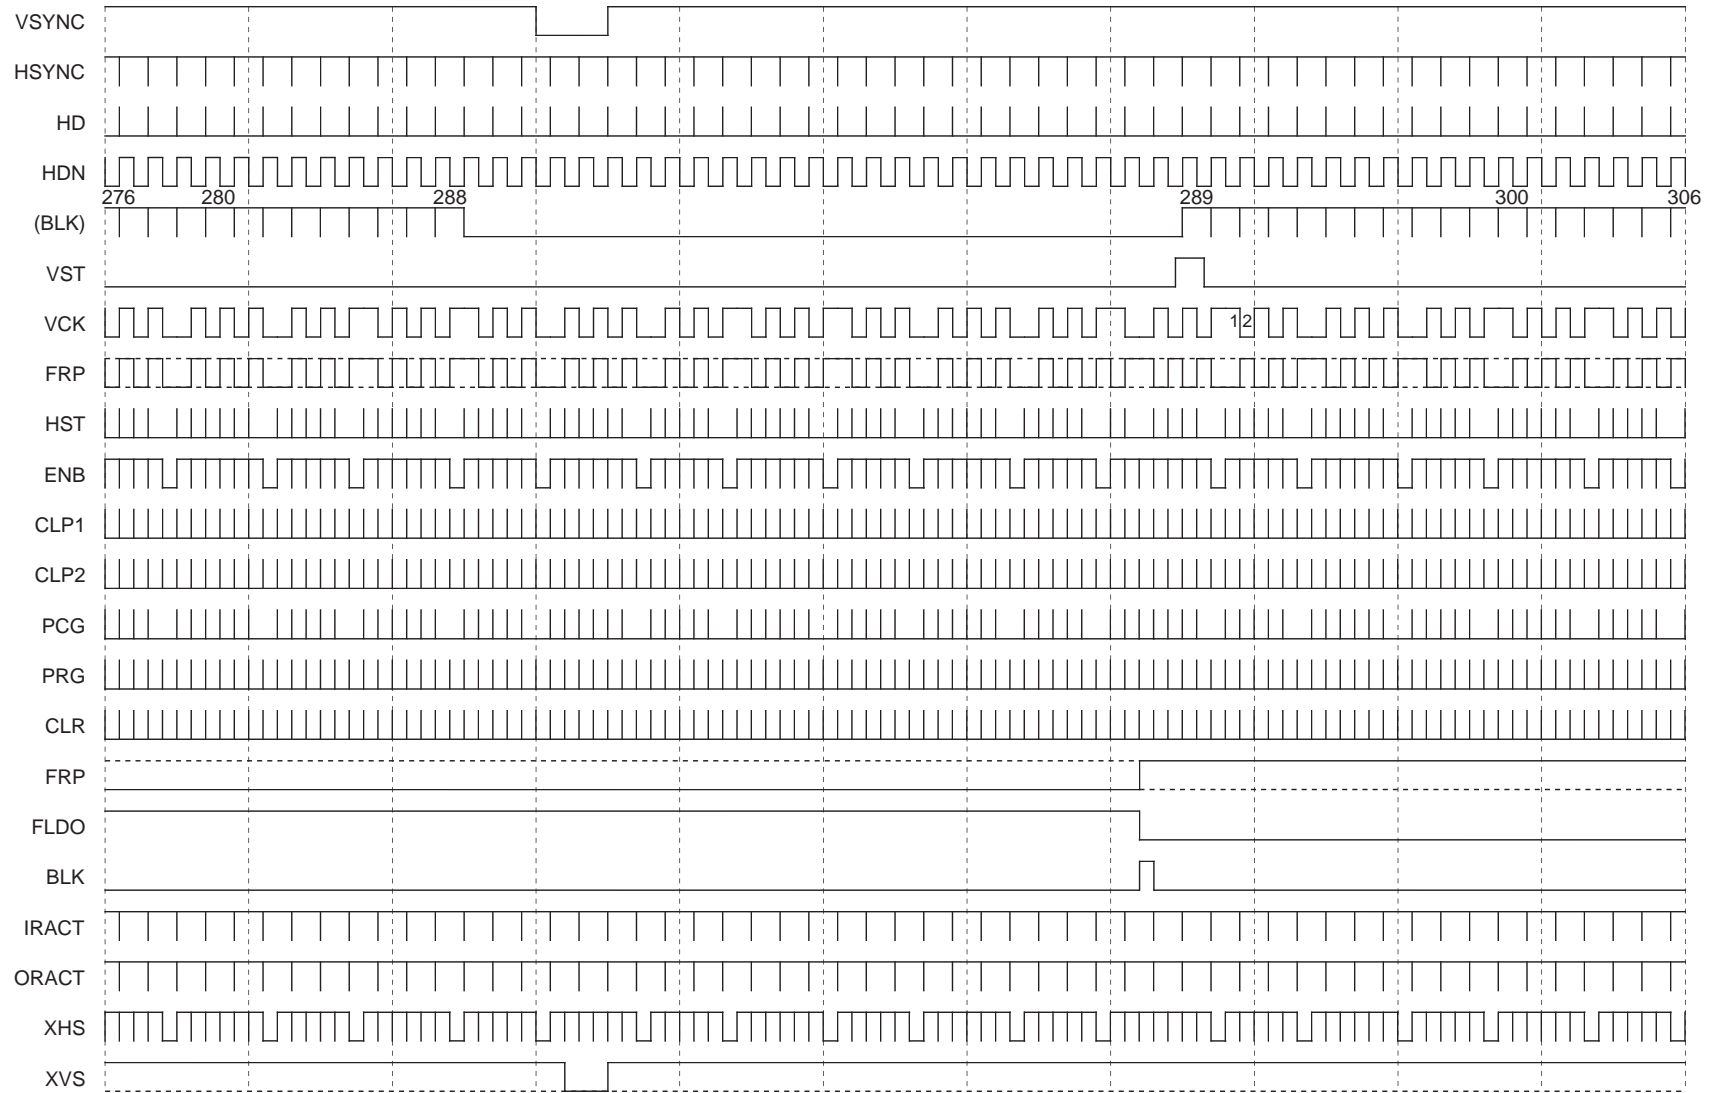 VSYNC
HSYNC
HD
HDN
276 280 288 289 300 306
(BLK)
VST
VCK
1 2
FRP
HST
ENB
CLP1
CLP2
PCG
PRG
CLR
FRP
FLDO
BLK
IRACT
ORACT
XHS
XVS